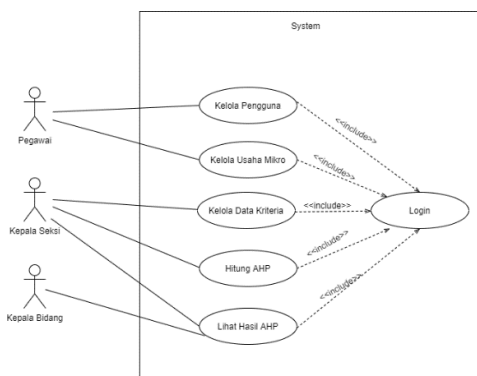 System
Kelola Pengguna
<<include>>
Pegawai
Kelola Usaha Mikro
<<include>>
Kelola Data Kriteria
<<include>>
Login
Kepala Seksi
<<include>>
Hitung AHP
<<include>>
Kepala Bidang
Lihat Hasil AHP